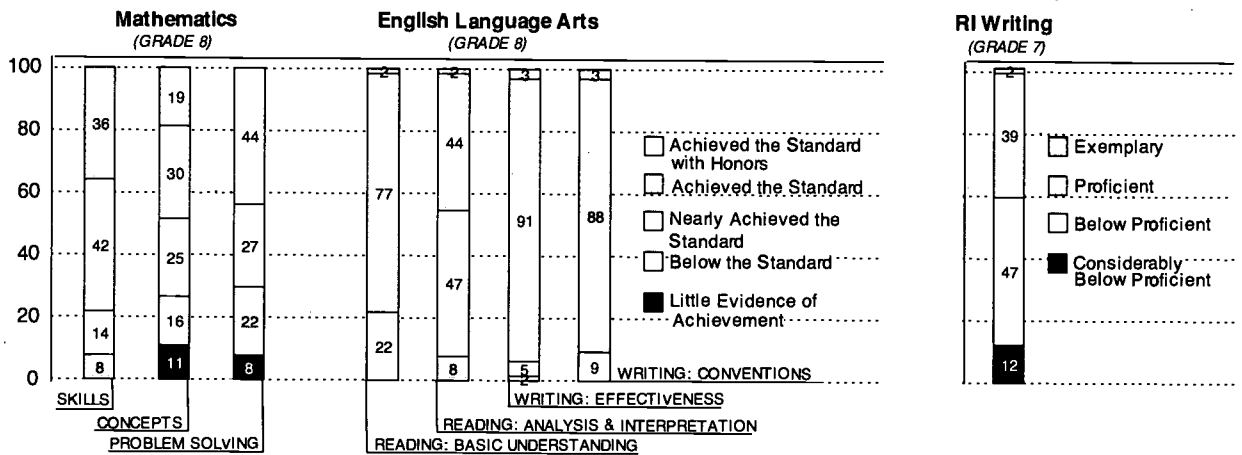 Mathematics
(GRADE 8)
English Language Arts
(GRADE 8)
RI Writing
(GRADE 7)
100
80
60
40
20
0
36
42
14
8
19
30
25
16
11
44
27
22
8
2
77
22
2
44
47
8
3
91
5
2
3
88
9
Achieved the Standard
with Honors
Achieved the Standard
Nearly Achieved the
Standard
Below the Standard
Little Evidence of
Achievement
2
39
47
12
Exemplary
Proficient
Below Proficient
Considerably
Below Proficient
SKILLS
CONCEPTS
PROBLEM SOLVING
WRITING: CONVENTIONS
WRITING: EFFECTIVENESS
READING: ANALYSIS & INTERPRETATION
READING: BASIC UNDERSTANDING